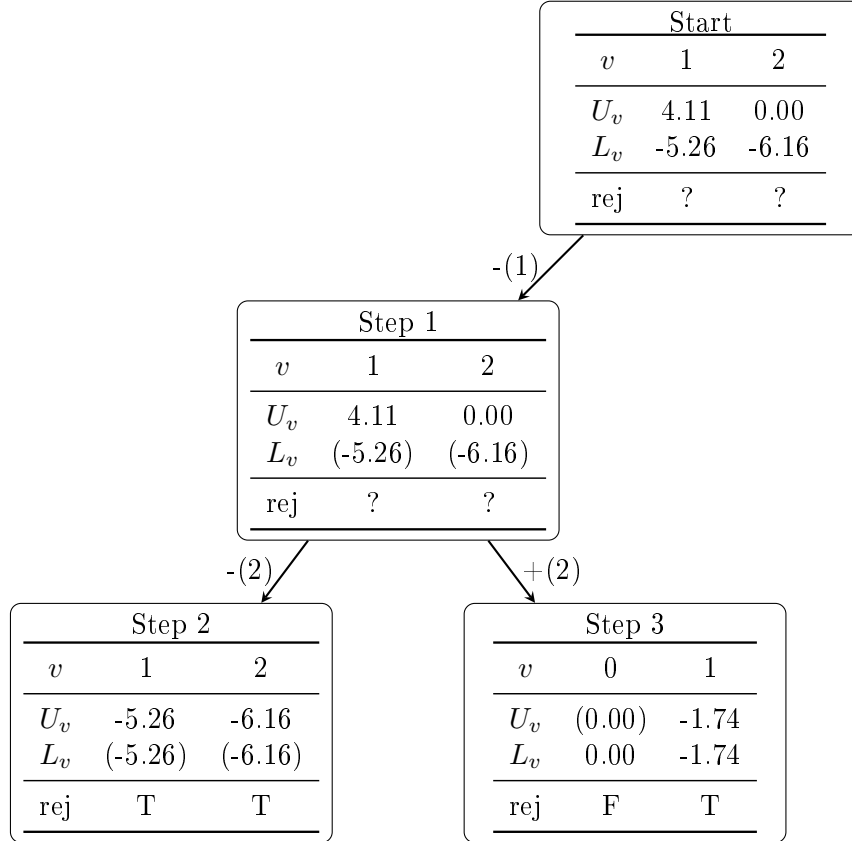 Start
v 1 2
U_v 4.11 0.00
L_v -5.26 -6.16
rej ? ?
-(1)
Step 1
v 1 2
U_v 4.11 0.00
L_v (-5.26) (-6.16)
rej ? ?
-(2)
+(2)
Step 2
v 1 2
U_v -5.26 -6.16
L_v (-5.26) (-6.16)
rej T T
Step 3
v 0 1
U_v (0.00) -1.74
L_v 0.00 -1.74
rej F T